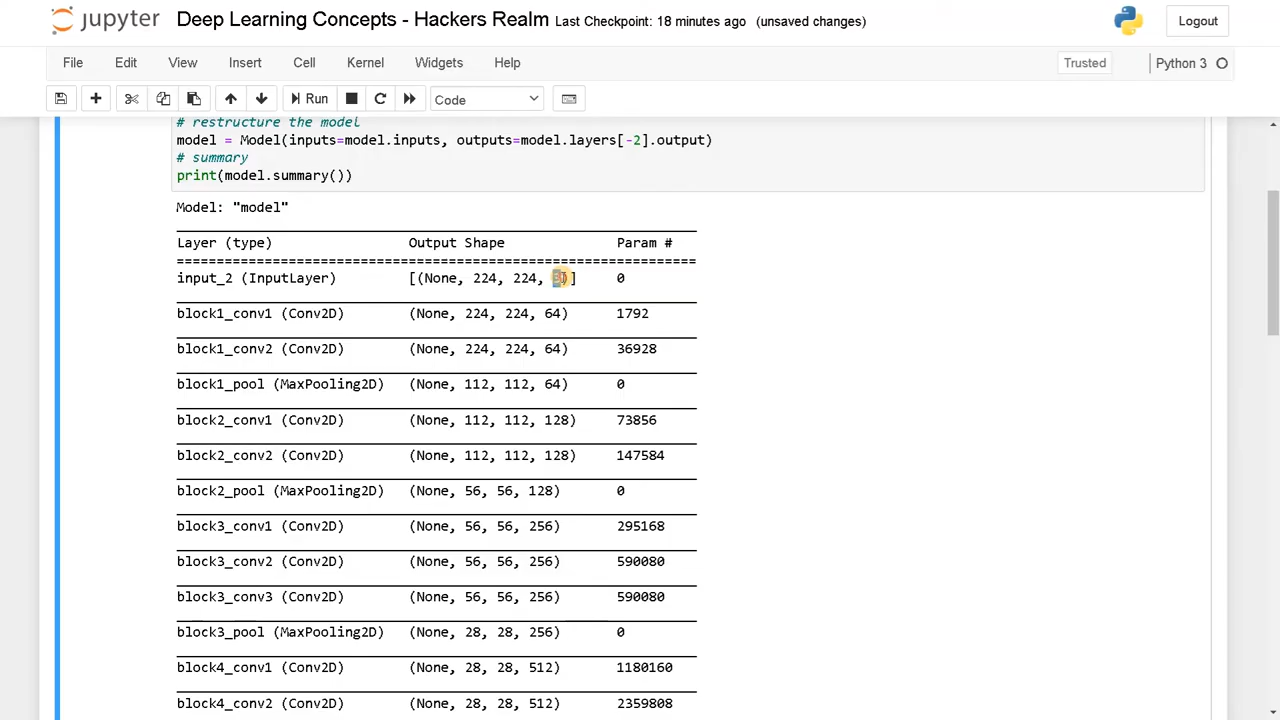 jupyter Deep Learning Concepts - Hackers Realm Last Checkpoint: 18 minutes ago (unsaved changes) Logout
File Edit View Insert Cell Kernel Widgets Help Trusted Python 3
Run Code
# restructure the model
model = Model(inputs=model.inputs, outputs=model.layers[-2].output)
# summary
print(model.summary())
Model: "model"
Layer (type) Output Shape Param #
input_2 (InputLayer) [(None, 224, 224, 3)] 0
block1_conv1 (Conv2D) (None, 224, 224, 64) 1792
block1_conv2 (Conv2D) (None, 224, 224, 64) 36928
block1_pool (MaxPooling2D) (None, 112, 112, 64) 0
block2_conv1 (Conv2D) (None, 112, 112, 128) 73856
block2_conv2 (Conv2D) (None, 112, 112, 128) 147584
block2_pool (MaxPooling2D) (None, 56, 56, 128) 0
block3_conv1 (Conv2D) (None, 56, 56, 256) 295168
block3_conv2 (Conv2D) (None, 56, 56, 256) 590080
block3_conv3 (Conv2D) (None, 56, 56, 256) 590080
block3_pool (MaxPooling2D) (None, 28, 28, 256) 0
block4_conv1 (Conv2D) (None, 28, 28, 512) 1180160
block4_conv2 (Conv2D) (None, 28, 28, 512) 2359808